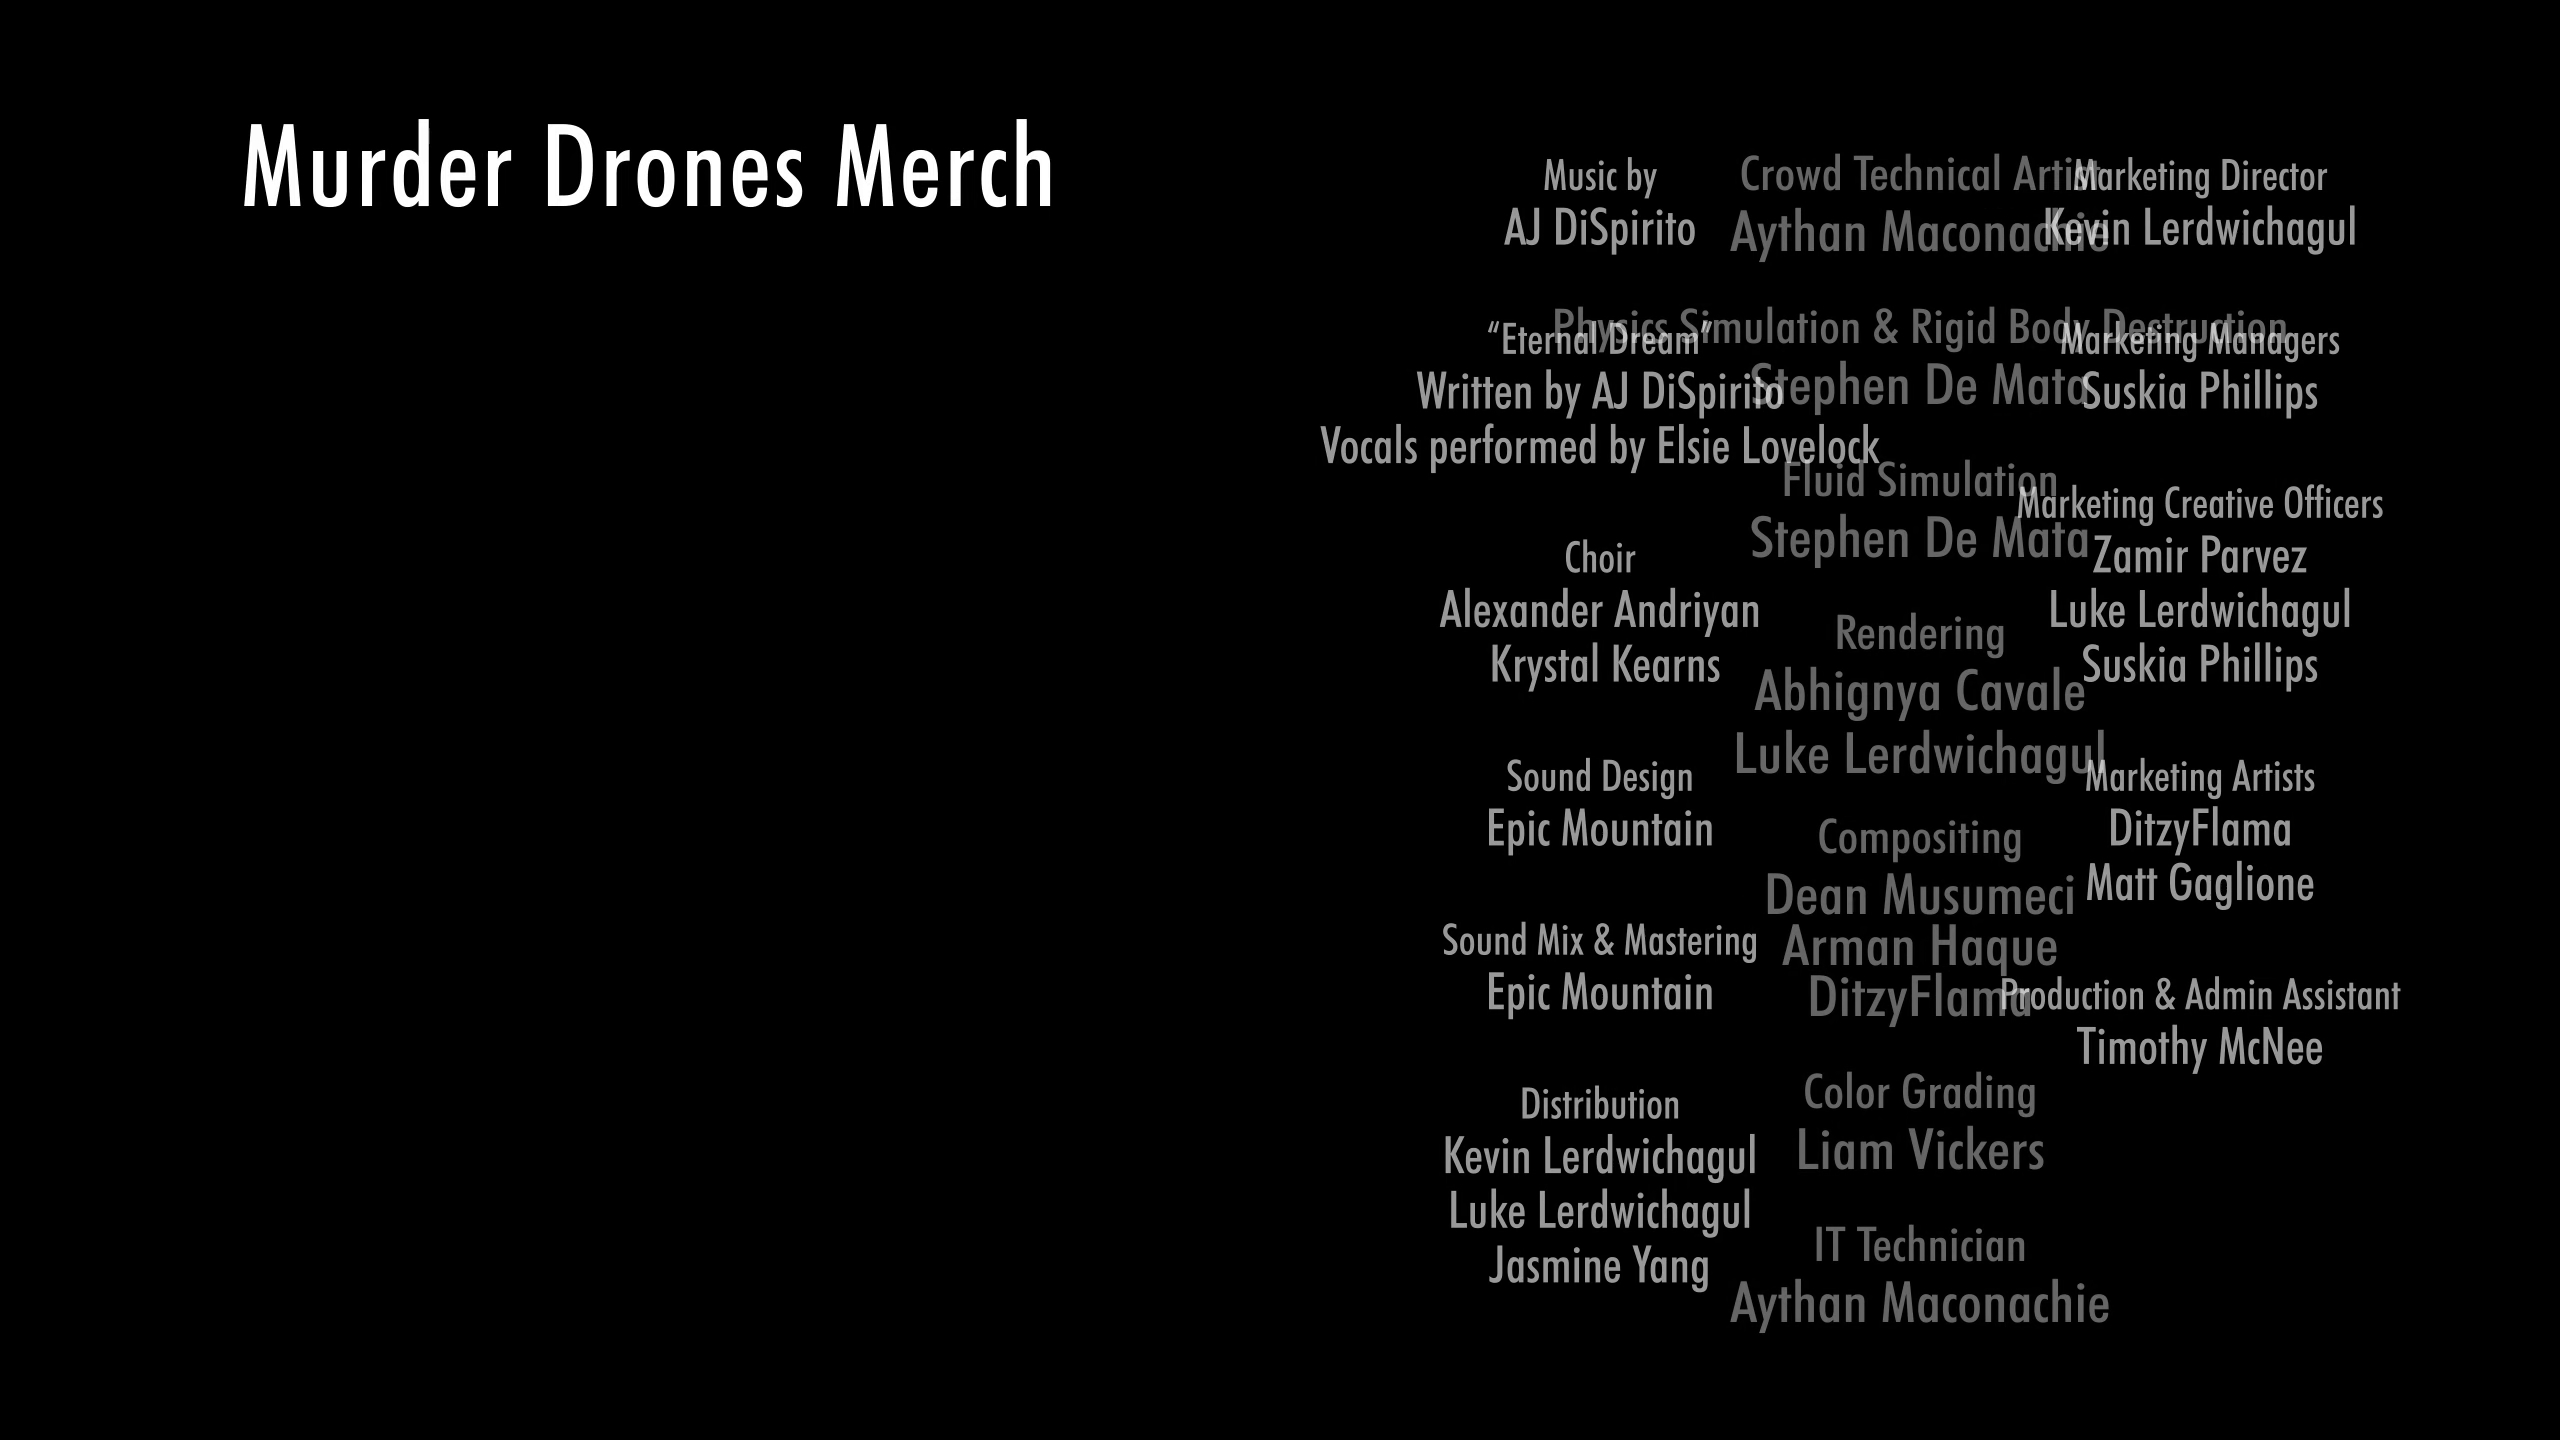 Murder Drones Merch
Music by
AJ DiSpirito
“Eternal Dream”
Written by AJ DiSpirito
Vocals performed by Elsie Lovelock
Choir
Alexander Andriyan
Krystal Kearns
Sound Design
Epic Mountain
Sound Mix & Mastering
Epic Mountain
Distribution
Kevin Lerdwichagul
Luke Lerdwichagul
Jasmine Yang
Crowd Technical Artist
Aythan Maconachie
Physics Simulation & Rigid Body Destruction
Stephen De Mata
Fluid Simulation
Stephen De Mata
Rendering
Abhignya Cavale
Luke Lerdwichagul
Compositing
Dean Musumeci
Arman Haque
DitzyFlama
Color Grading
Liam Vickers
IT Technician
Aythan Maconachie
Marketing Director
Kevin Lerdwichagul
Marketing Managers
Suskia Phillips
Marketing Creative Officers
Zamir Parvez
Luke Lerdwichagul
Suskia Phillips
Marketing Artists
DitzyFlama
Matt Gaglione
Production & Admin Assistant
Timothy McNee